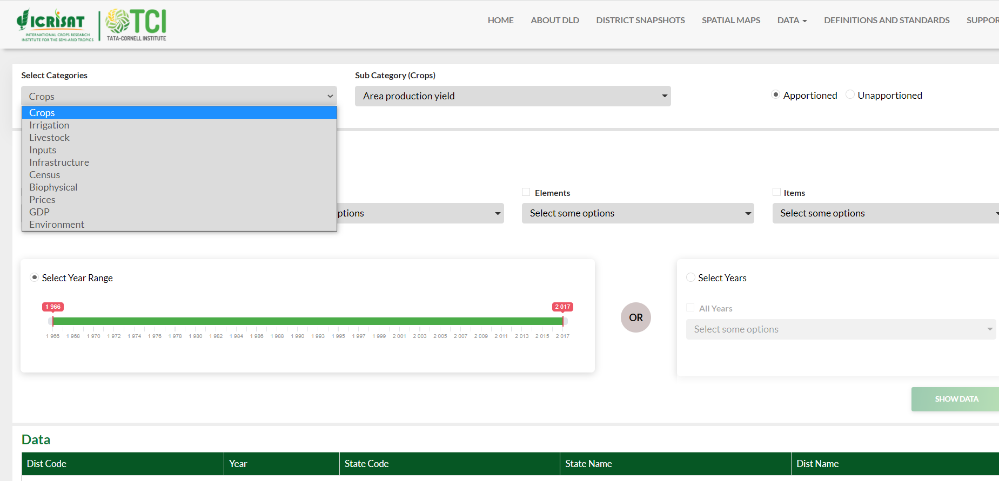 ICRISAT
INTERNATIONAL CROPS RESEARCH
INSTITUTE FOR THE SEMI-ARID TROPICS
TCI
TATA-CORNELL INSTITUTE
HOME ABOUT DLD DISTRICT SNAPSHOTS SPATIAL MAPS DATA DEFINITIONS AND STANDARDS SUPPOR
Select Categories
Crops
Crops
Irrigation
Livestock
Inputs
Infrastructure
Census
Biophysical
Prices
GDP
Environment
Sub Category (Crops)
Area production yield
Apportioned Unapportioned
ptions
Elements
Select some options
Items
Select some options
Select Year Range
1 966 2 017
1 966 1 968 1 970 1 972 1 974 1 976 1 978 1 980 1 982 1 984 1 986 1 988 1 990 1 993 1 995 1 997 1 999 2 001 2 003 2 005 2 007 2 009 2 011 2 013 2 015 2 017
OR
Select Years
All Years
Select some options
SHOW DATA
Data
Dist Code Year State Code State Name Dist Name